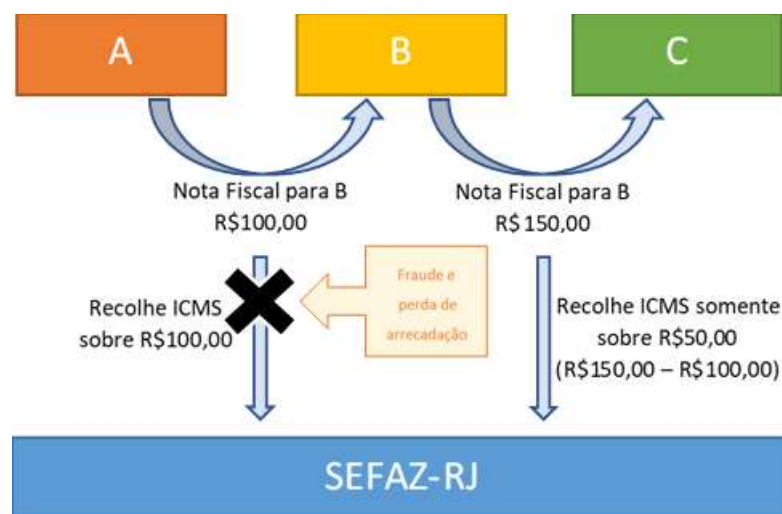 A
B
C
Nota Fiscal para B
R$100,00
Nota Fiscal para B
R$150,00
Recolhe ICMS
sobre R$100,00
Fraude e
perda de
arrecadação
Recolhe ICMS somente
sobre R$50,00
(R$150,00 – R$100,00)
SEFAZ-RJ